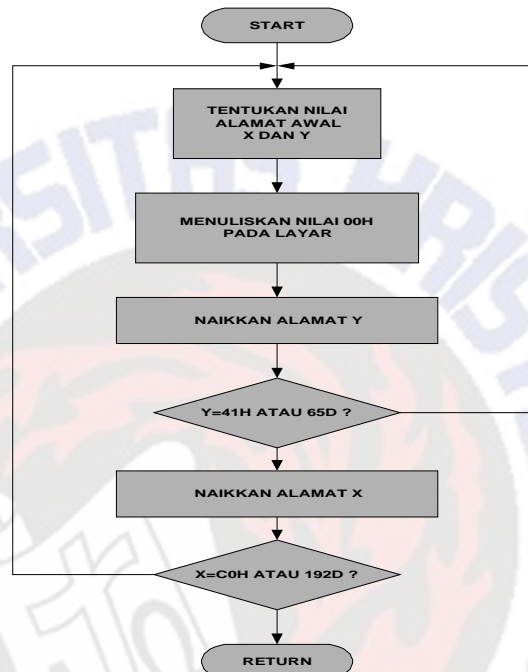 START
TENTUKAN NILAI
ALAMAT AWAL
X DAN Y
MENULISKAN NILAI 00H
PADA LAYAR
NAIKKAN ALAMAT Y
Y=41H ATAU 65D ?
NAIKKAN ALAMAT X
X=C0H ATAU 192D ?
RETURN